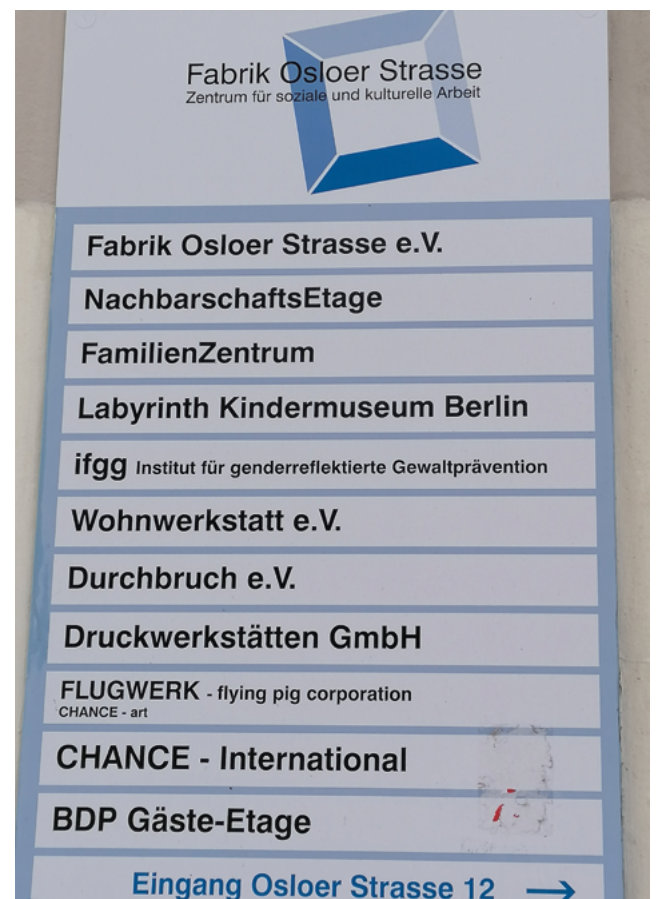 Fabrik Osloer Strasse
Zentrum für soziale und kulturelle Arbeit
Fabrik Osloer Strasse e.V.
NachbarschaftsEtage
FamilienZentrum
Labyrinth Kindermuseum Berlin
ifgg Institut für genderreflektierte Gewaltprävention
Wohnwerkstatt e.V.
Durchbruch e.V.
Druckwerkstätten GmbH
FLUGWERK - flying pig corporation
CHANCE - art
CHANCE - International
BDP Gäste-Etage
Eingang Osloer Strasse 12 →